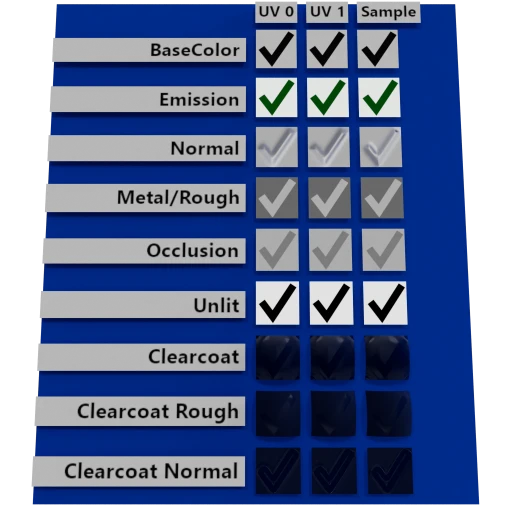 UV 0 UV 1 Sample
BaseColor
Emission
Normal
Metal/Rough
Occlusion
Unlit
Clearcoat
Clearcoat Rough
Clearcoat Normal